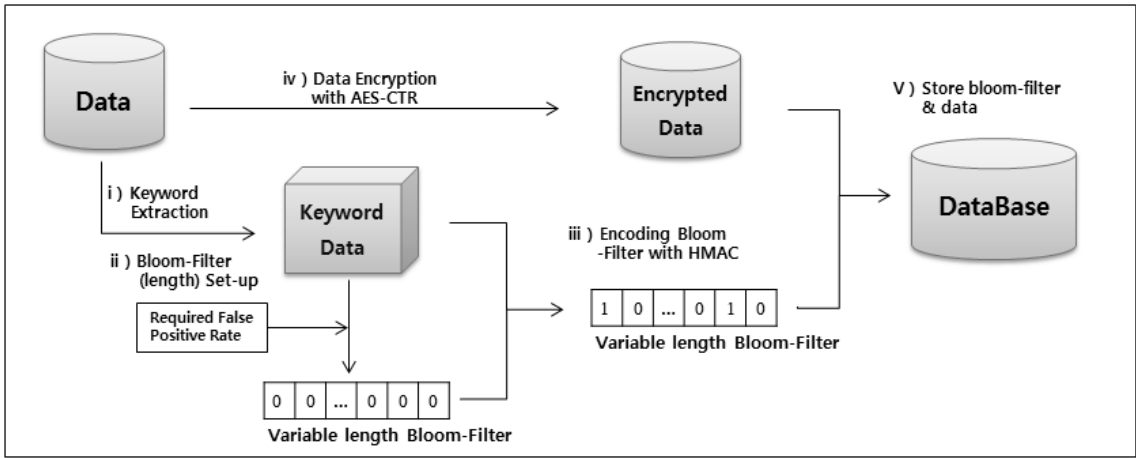 Data
iv ) Data Encryption
with AES-CTR
Encrypted
Data
V ) Store bloom-filter
& data
DataBase
i ) Keyword
Extraction
Keyword
Data
ii ) Bloom-Filter
(length) Set-up
Required False
Positive Rate
0 0 ... 0 0 0
Variable length Bloom-Filter
iii ) Encoding Bloom
-Filter with HMAC
1 0 ... 0 1 0
Variable length Bloom-Filter